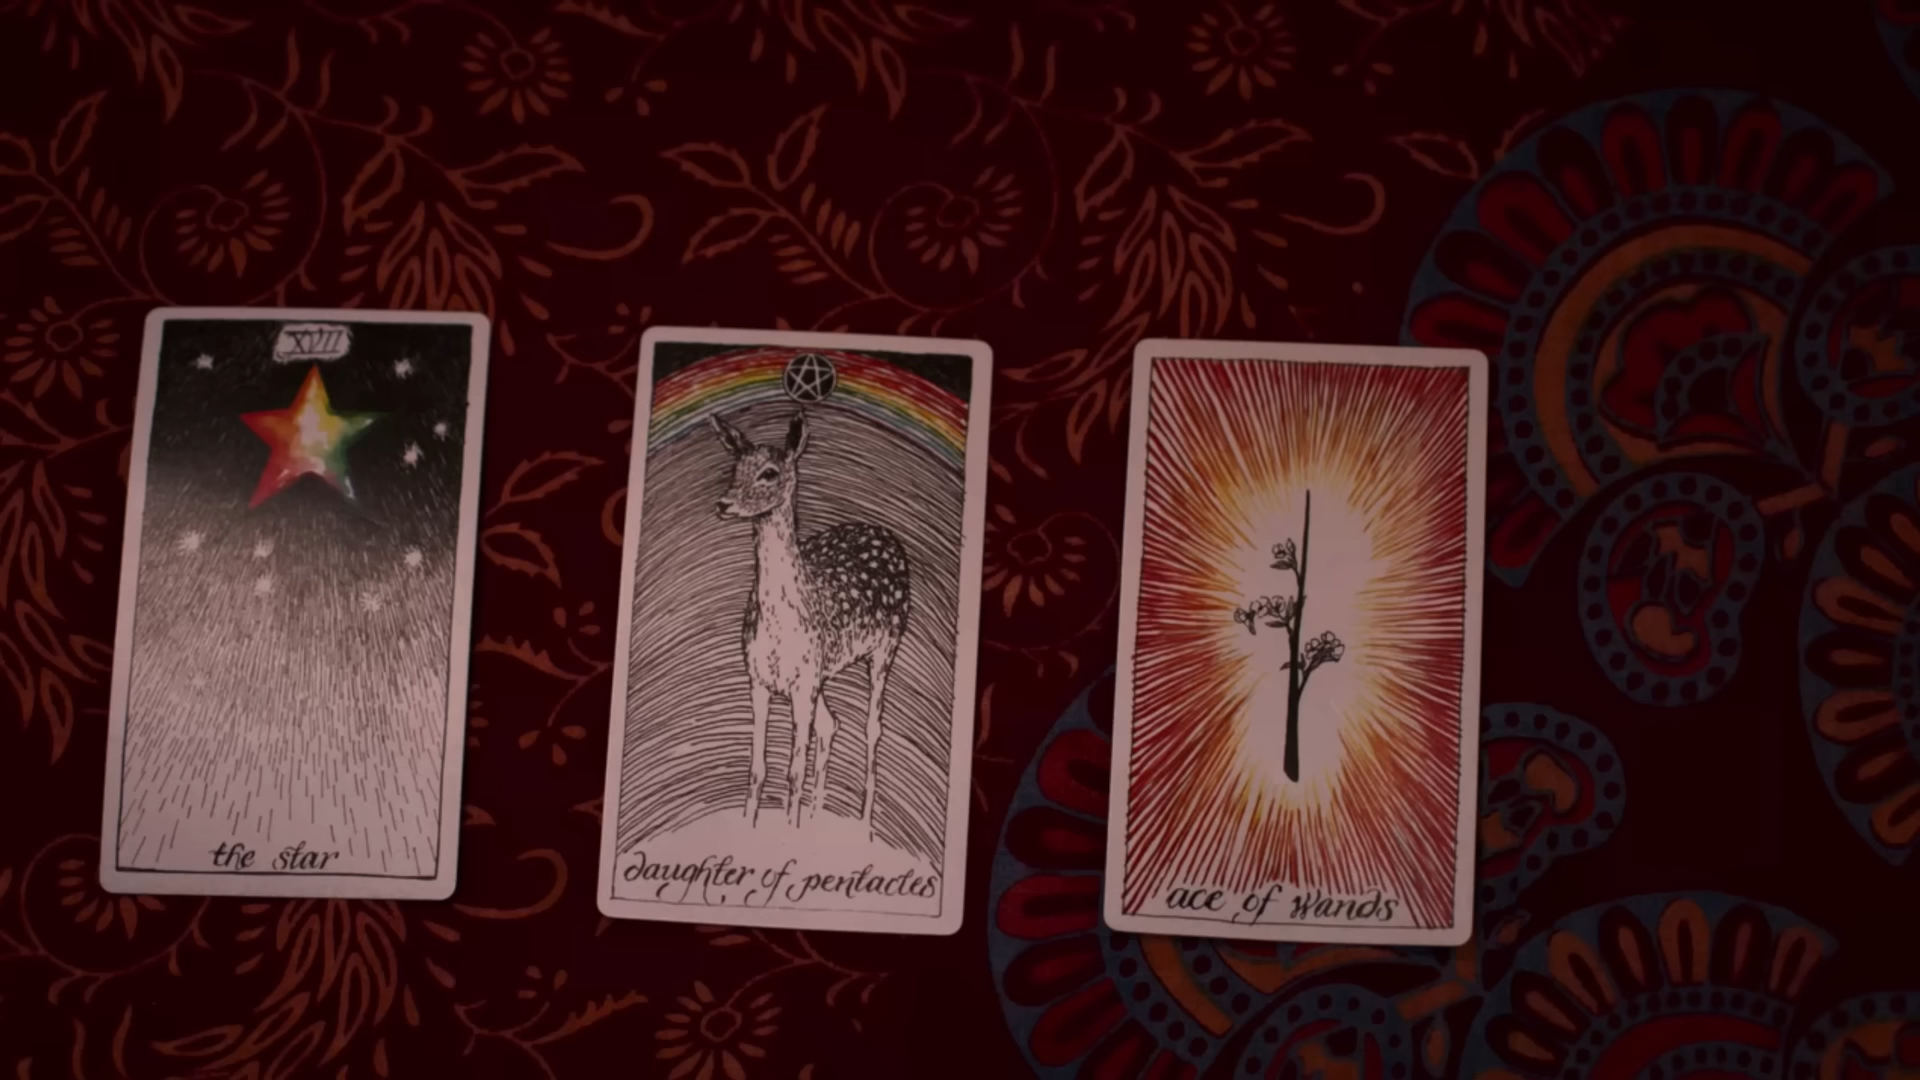 XVII
the star
daughter of pentacles
ace of wands